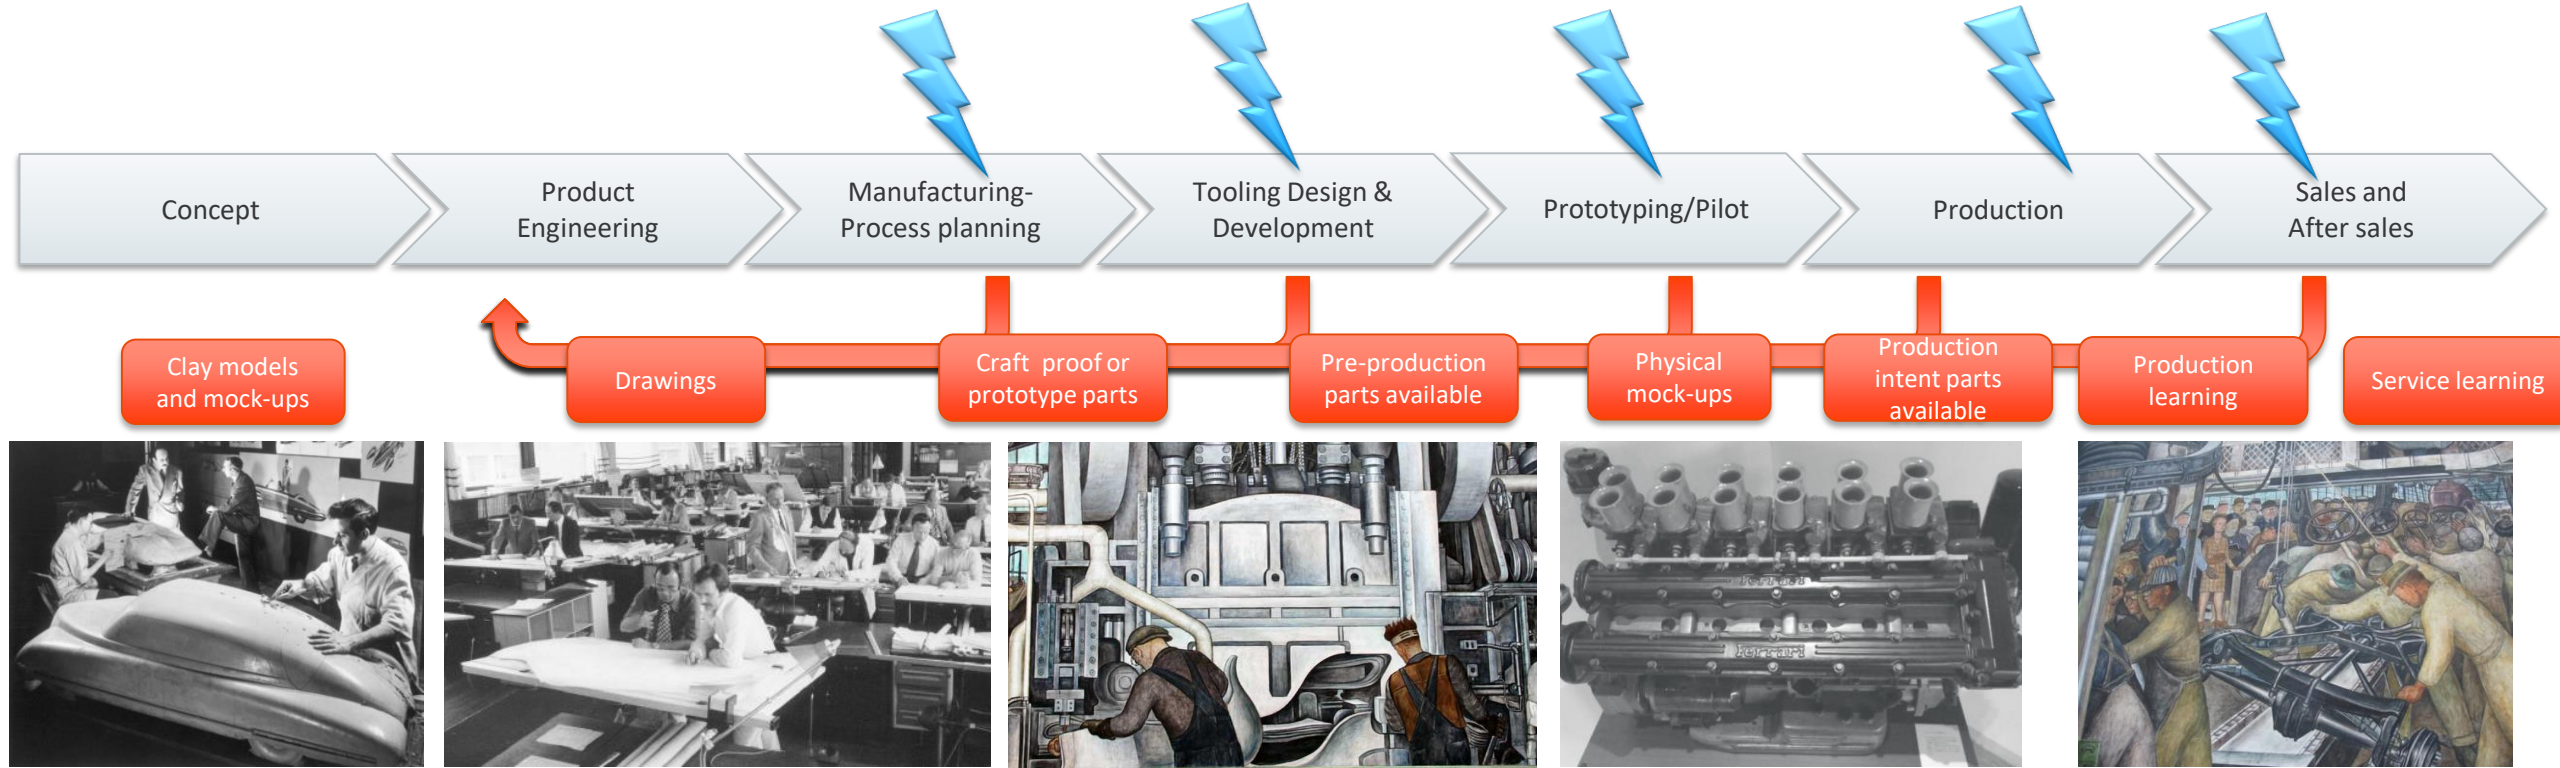 Concept
Product
Engineering
Manufacturing-
Process planning
Tooling Design &
Development
Prototyping/Pilot
Production
Sales and
After sales
Clay models
and mock-ups
Drawings
Craft proof or
prototype parts
Pre-production
parts available
Physical
mock-ups
Production
intent parts
available
Production
learning
Service learning
Ferrari
Ferrari